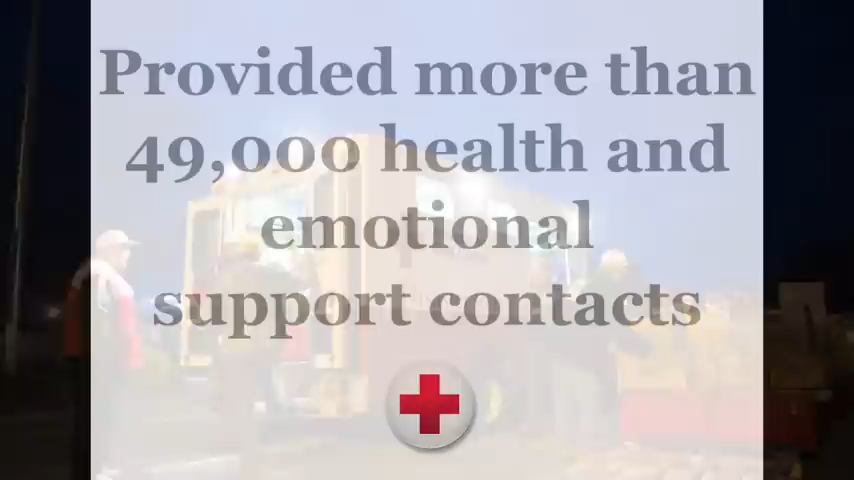 Provided more than
49,000 health and
emotional
support contacts